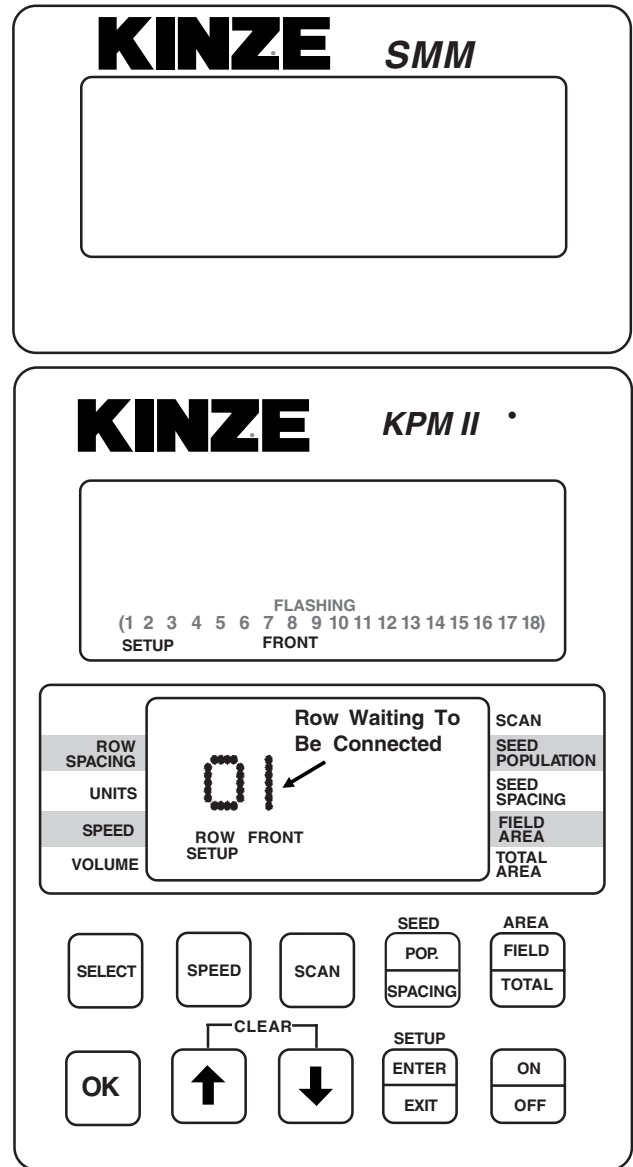 KINZE SMM
KINZE KPM II
FLASHING
(1 2 3 4 5 6 7 8 9 10 11 12 13 14 15 16 17 18)
SETUP FRONT
ROW
SPACING
UNITS
SPEED
VOLUME
Row Waiting To
Be Connected
01
ROW FRONT
SETUP
SCAN
SEED
POPULATION
SEED
SPACING
FIELD
AREA
TOTAL
AREA
SELECT
SPEED
SCAN
SEED
POP.
SPACING
AREA
FIELD
TOTAL
CLEAR
OK
SETUP
ENTER
EXIT
ON
OFF